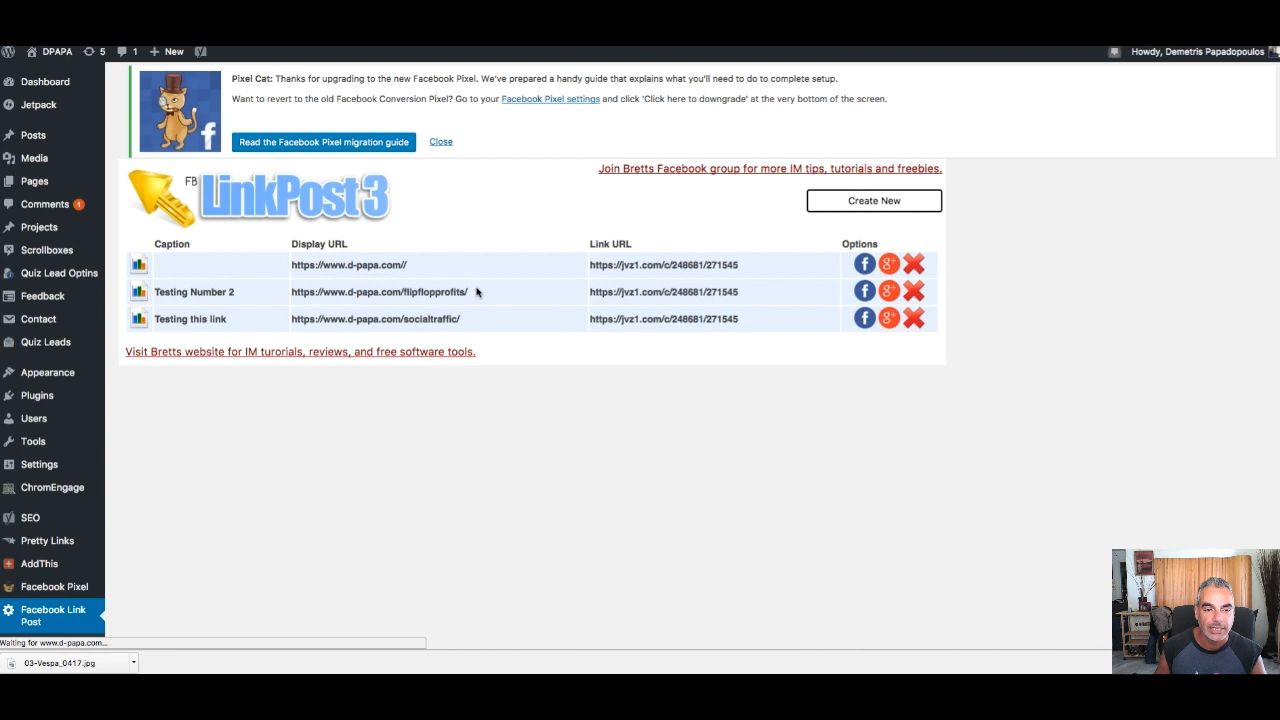 DPAPA 5 1 + New Howdy, Demetris Papadopoulos
Dashboard
Jetpack
Posts
Media
Pages
Comments 1
Projects
Scrollboxes
Quiz Lead Optins
Feedback
Contact
Quiz Leads
Appearance
Plugins
Users
Tools
Settings
ChromEngage
SEO
Pretty Links
AddThis
Facebook Pixel
Facebook Link
Post
Pixel Cat: Thanks for upgrading to the new Facebook Pixel. We've prepared a handy guide that explains what you'll need to do to complete setup.
Want to revert to the old Facebook Conversion Pixel? Go to your Facebook Pixel settings and click 'Click here to downgrade' at the very bottom of the screen.
Read the Facebook Pixel migration guide Close
FB LinkPost 3
Join Bretts Facebook group for more IM tips, tutorials and freebies.
Create New
Caption Display URL Link URL Options
https://www.d-papa.com// https://jvz1.com/c/248681/271545
Testing Number 2 https://www.d-papa.com/flipflopprofits/ https://jvz1.com/c/248681/271545
Testing this link https://www.d-papa.com/socialtraffic/ https://jvz1.com/c/248681/271545
Visit Bretts website for IM turorials, reviews, and free software tools.
Waiting for www.d-papa.com...
03-Vespa_0417.jpg